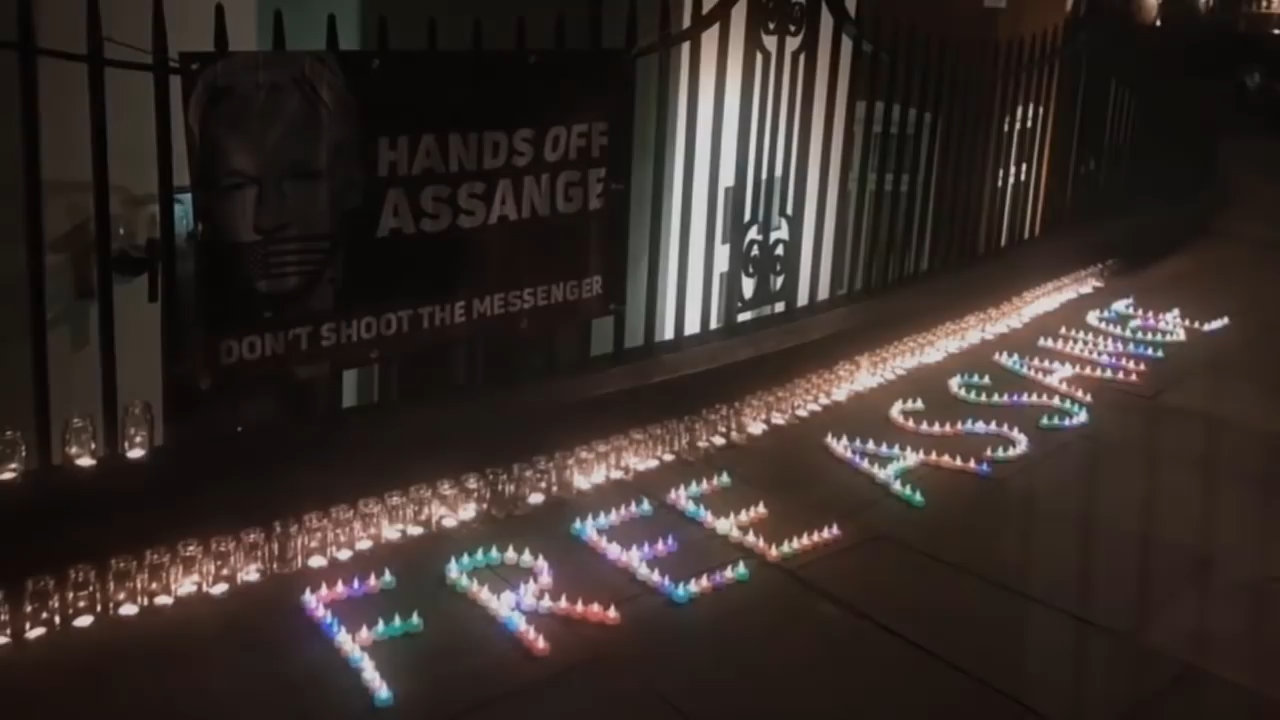 HANDS OFF
ASSANGE
DON'T SHOOT THE MESSENGER
FREE ASSANGE